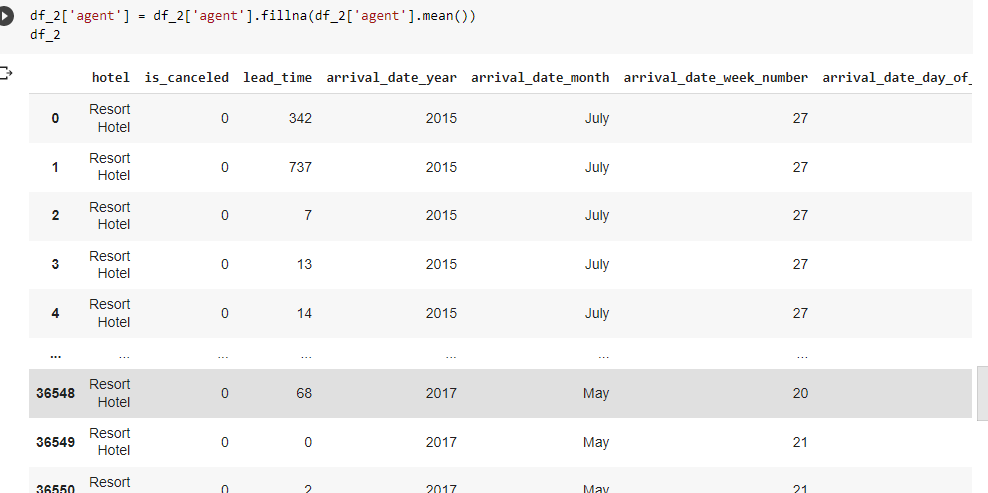 df_2['agent'] = df_2['agent'].fillna(df_2['agent'].mean())
df_2
hotel is_canceled lead_time arrival_date_year arrival_date_month arrival_date_week_number arrival_date_day_of_
0 Resort Hotel 0 342 2015 July 27
1 Resort Hotel 0 737 2015 July 27
2 Resort Hotel 0 7 2015 July 27
3 Resort Hotel 0 13 2015 July 27
4 Resort Hotel 0 14 2015 July 27
... ... ... ... ... ... ...
36548 Resort Hotel 0 68 2017 May 20
36549 Resort Hotel 0 0 2017 May 21
36550 Resort 0 2 2017 May 21